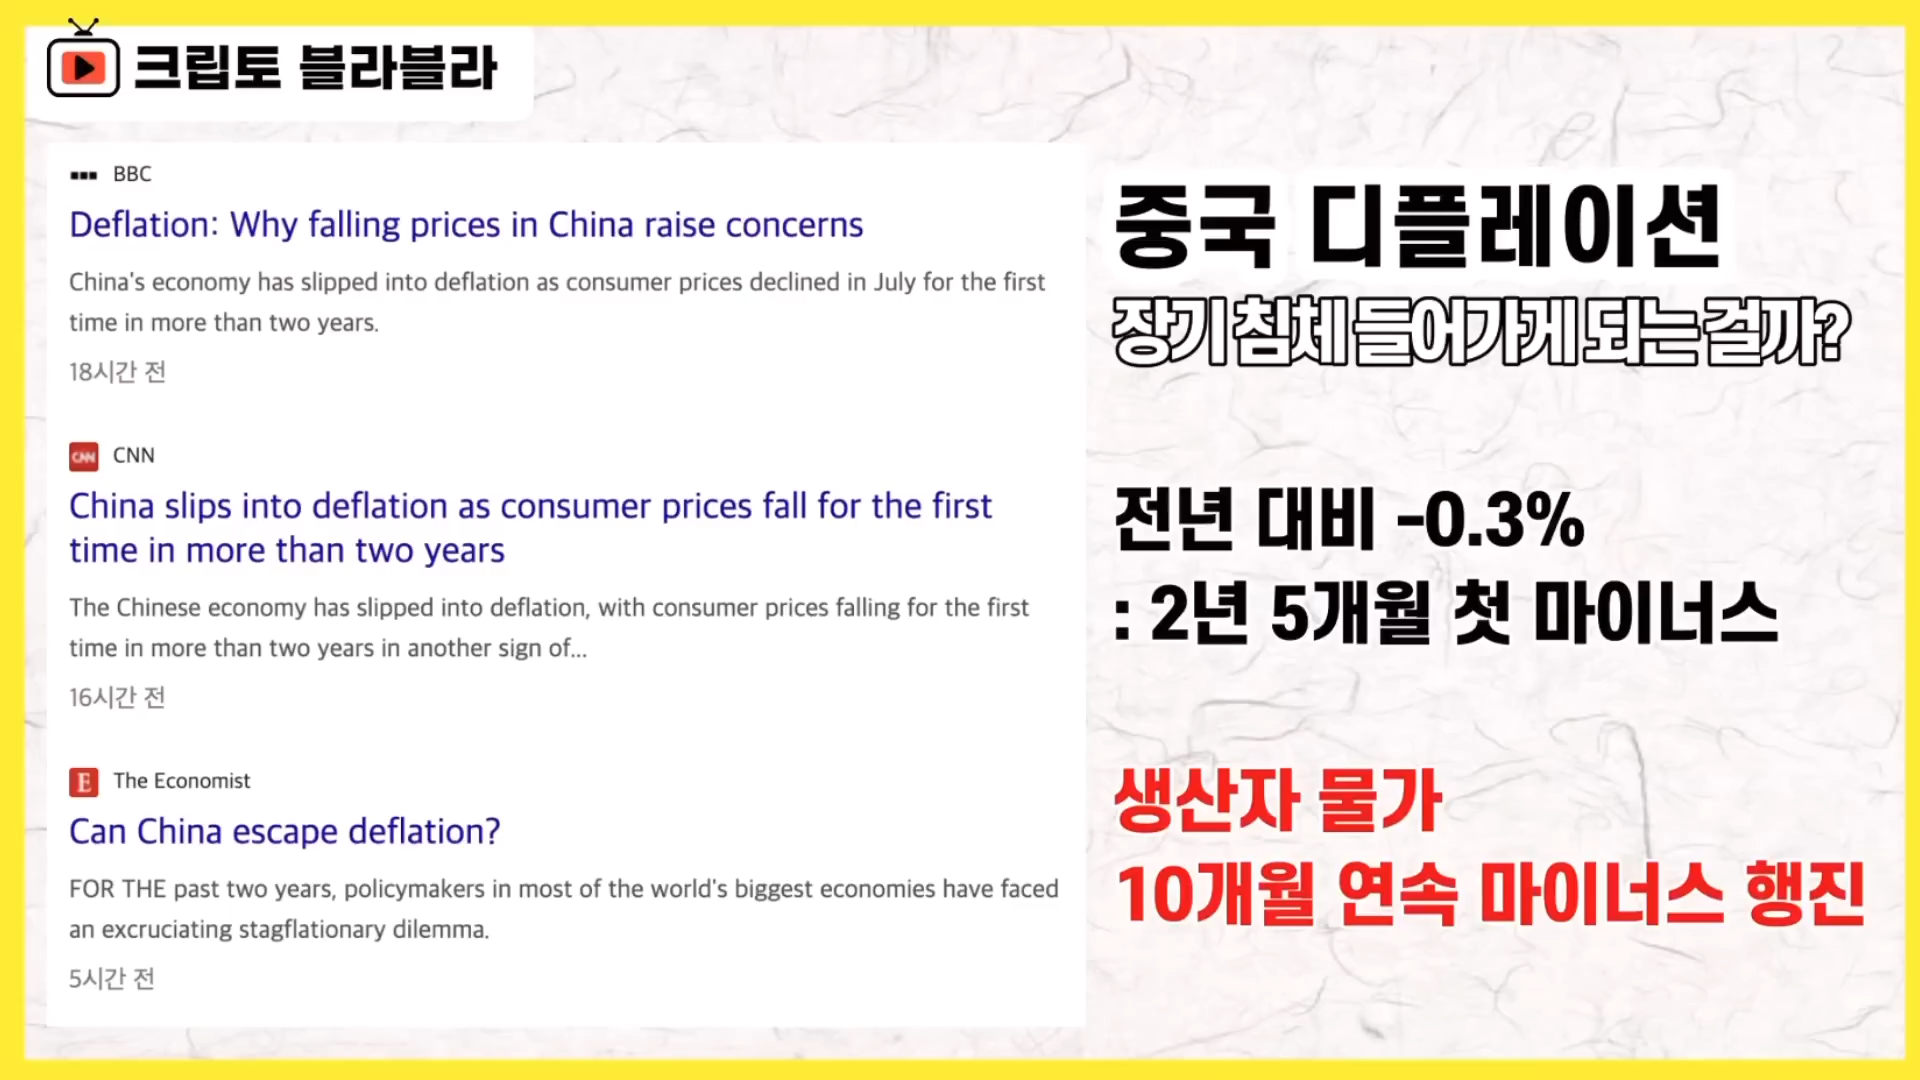 크립토 블라블라
BBC
Deflation: Why falling prices in China raise concerns
China's economy has slipped into deflation as consumer prices declined in July for the first
time in more than two years.
18시간 전
CNN
CNN
China slips into deflation as consumer prices fall for the first
time in more than two years
The Chinese economy has slipped into deflation, with consumer prices falling for the first
time in more than two years in another sign of...
16시간 전
E
The Economist
Can China escape deflation?
FOR THE past two years, policymakers in most of the world's biggest economies have faced
an excruciating stagflationary dilemma.
5시간 전
중국 디플레이션
장기 침체 들어가게 되는 걸까?
전년 대비 -0.3%
: 2년 5개월 첫 마이너스
생산자 물가
10개월 연속 마이너스 행진